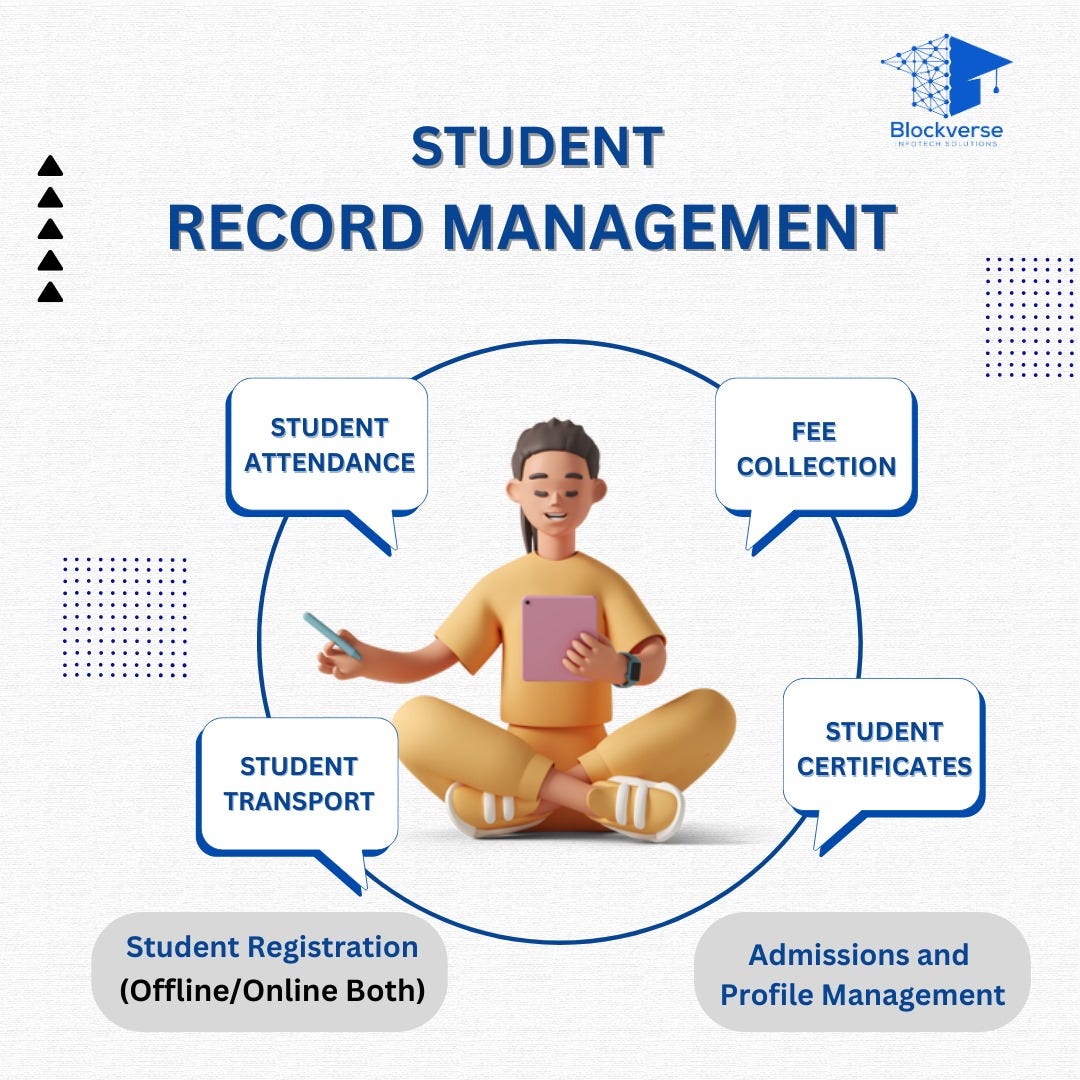 Blockverse
INFOTECH SOLUTIONS
STUDENT
RECORD MANAGEMENT
STUDENT
ATTENDANCE
FEE
COLLECTION
STUDENT
TRANSPORT
STUDENT
CERTIFICATES
Student Registration
(Offline/Online Both)
Admissions and
Profile Management